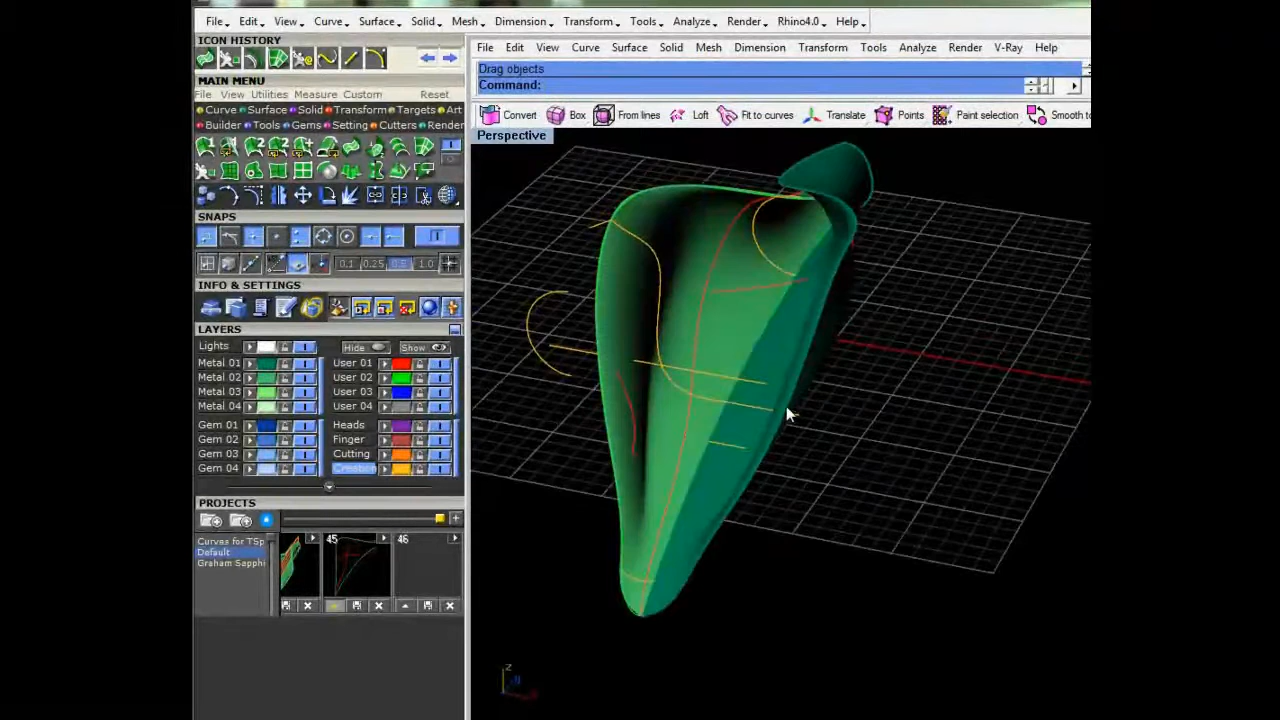 File Edit View Curve Surface Solid Mesh Dimension Transform Tools Analyze Render Rhino4.0 Help
ICON HISTORY
MAIN MENU
File View Utilities Measure Custom Reset
Curve Surface Solid Transform Targets Art
Builder Tools Gems Setting Cutters Render
SNAPS
0.1 0.25 0.5 1.0
INFO & SETTINGS
LAYERS
Lights Hide Show
Metal 01 User 01
Metal 02 User 02
Metal 03 User 03
Metal 04 User 04
Gem 01 Heads
Gem 02 Finger
Gem 03 Cutting
Gem 04 Creation
PROJECTS
Curves for TSp
Default
Graham Sapphi
45 46
File Edit View Curve Surface Solid Mesh Dimension Transform Tools Analyze Render V-Ray Help
Drag objects
Command:
Convert Box From lines Loft Fit to curves Translate Points Paint selection Smooth to
Perspective
z